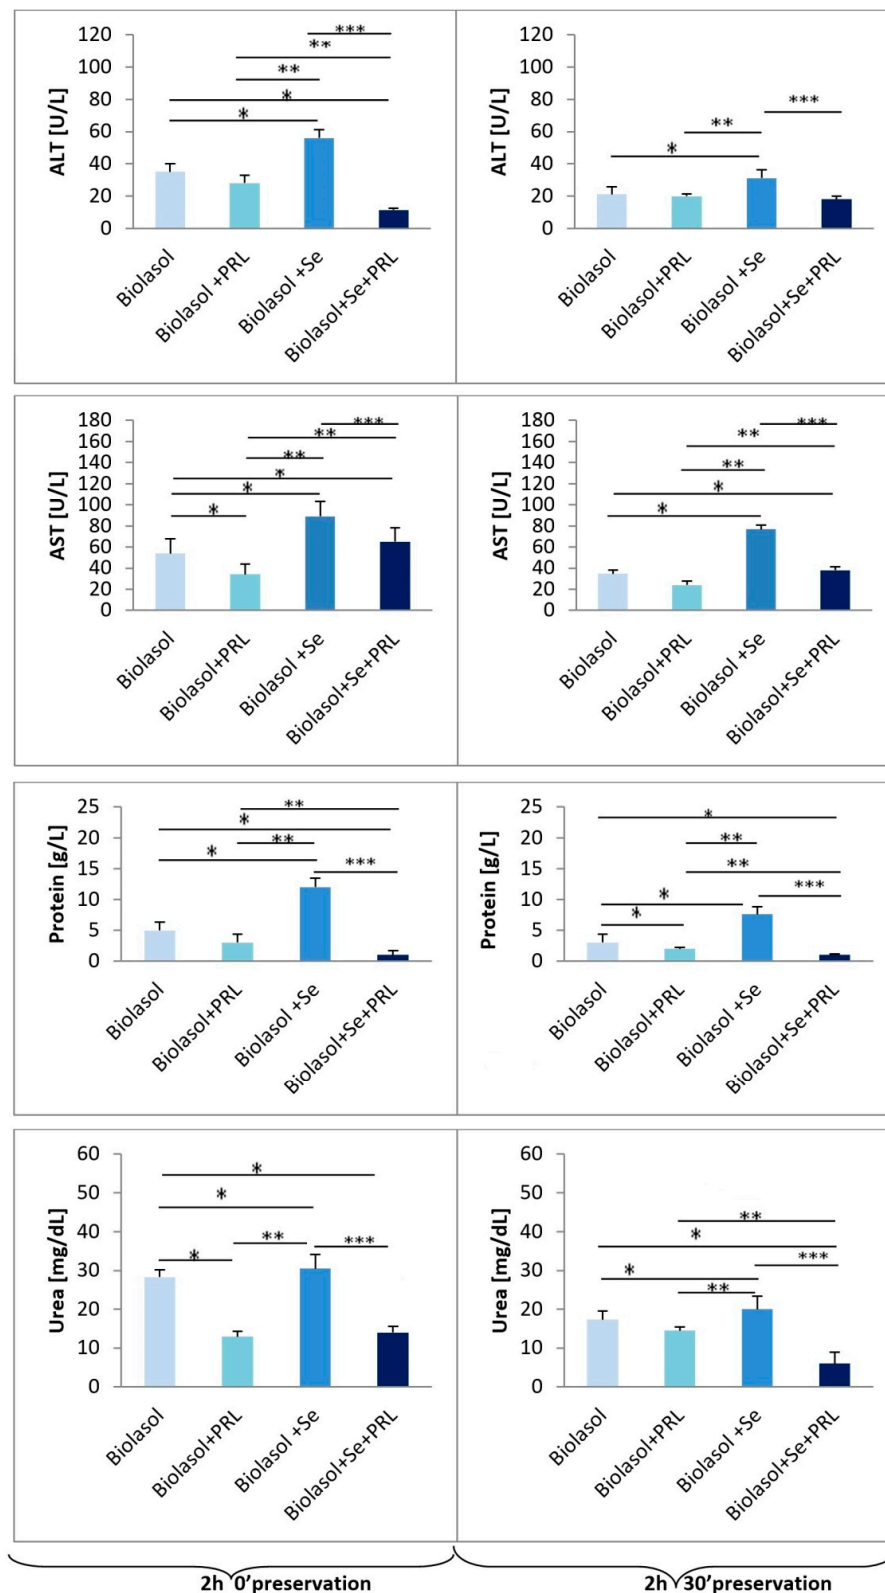 ALT [U/L]
120
100
80
60
40
20
0
***
**
**
*
*
Biolasol
Biolasol +PRL
Biolasol +Se
Biolasol+Se+PRL
ALT [U/L]
120
100
80
60
40
20
0
***
**
*
Biolasol
Biolasol+PRL
Biolasol +Se
Biolasol+Se+PRL
AST [U/L]
180
160
140
120
100
80
60
40
20
0
***
**
**
*
*
*
Biolasol
Biolasol+PRL
Biolasol +Se
Biolasol+Se+PRL
AST [U/L]
180
160
140
120
100
80
60
40
20
0
***
**
**
*
*
Biolasol
Biolasol+PRL
Biolasol +Se
Biolasol+Se+PRL
Protein [g/L]
25
20
15
10
5
0
**
*
**
*
***
Biolasol
Biolasol+PRL
Biolasol +Se
Biolasol+Se+PRL
Protein [g/L]
25
20
15
10
5
0
*
**
**
*
***
*
Biolasol
Biolasol+PRL
Biolasol +Se
Biolasol+Se+PRL
Urea [mg/dL]
60
50
40
30
20
10
0
*
*
**
***
*
Biolasol
Biolasol+PRL
Biolasol +Se
Biolasol+Se+PRL
Urea [mg/dL]
60
50
40
30
20
10
0
**
*
***
*
**
Biolasol
Biolasol+PRL
Biolasol +Se
Biolasol+Se+PRL
2h 0'preservation
2h 30'preservation